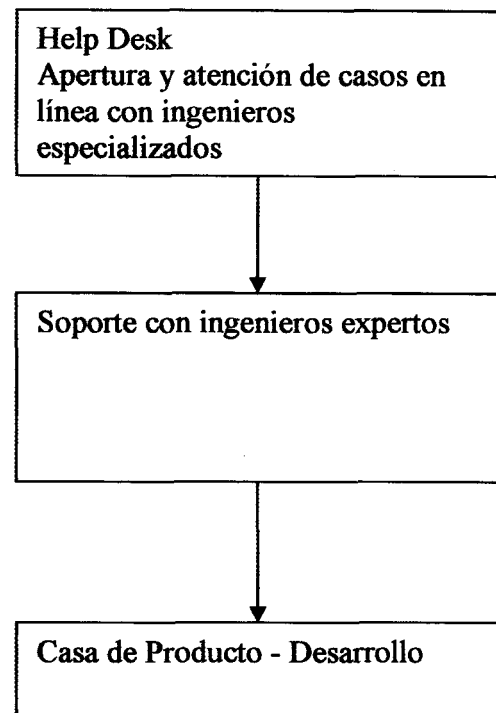 Help Desk
Apertura y atención de casos en
línea con ingenieros
especializados
Soporte con ingenieros expertos
Casa de Producto - Desarrollo